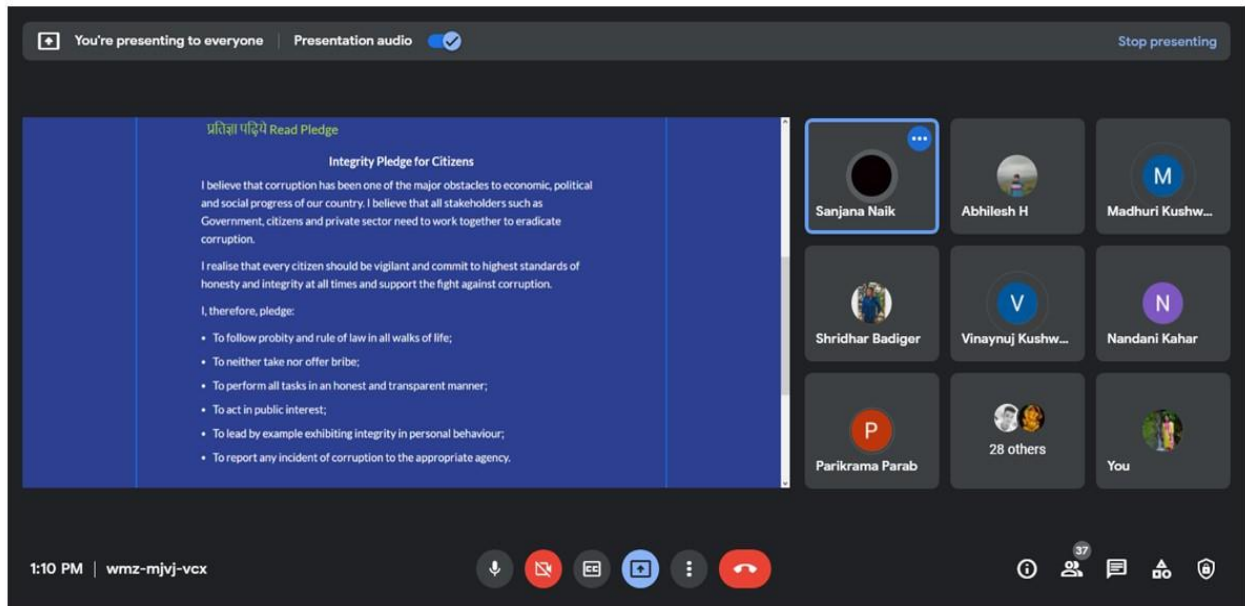 You're presenting to everyone | Presentation audio
Stop presenting
प्रतिज्ञा पढ़िये Read Pledge
Integrity Pledge for Citizens
I believe that corruption has been one of the major obstacles to economic, political
and social progress of our country. I believe that all stakeholders such as
Government, citizens and private sector need to work together to eradicate
corruption.
I realise that every citizen should be vigilant and commit to highest standards of
honesty and integrity at all times and support the fight against corruption.
I, therefore, pledge:
• To follow probity and rule of law in all walks of life;
• To neither take nor offer bribe;
• To perform all tasks in an honest and transparent manner;
• To act in public interest;
• To lead by example exhibiting integrity in personal behaviour;
• To report any incident of corruption to the appropriate agency.
Sanjana Naik
Abhilesh H
M
Madhuri Kushw...
Shridhar Badiger
V
Vinaynuj Kushw...
N
Nandani Kahar
P
Parikrama Parab
28 others
You
1:10 PM | wmz-mjvj-vcx
CC
37